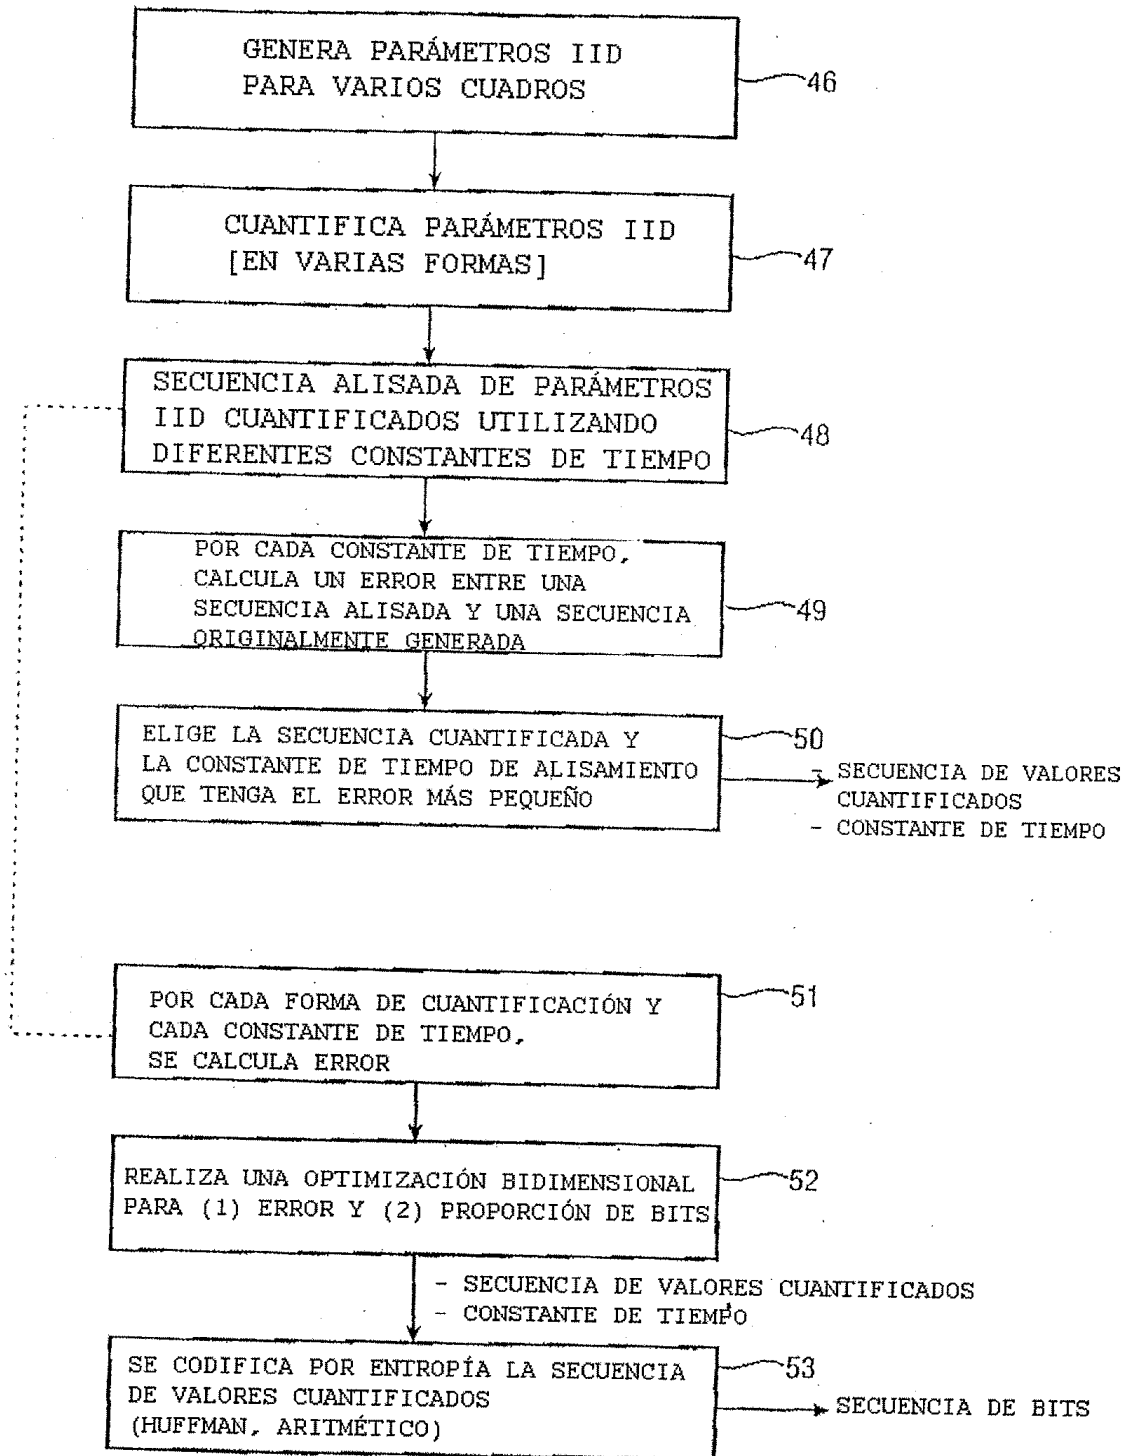 GENERA PARÁMETROS IID
PARA VARIOS CUADROS
46
CUANTIFICA PARÁMETROS IID
[EN VARIAS FORMAS]
47
SECUENCIA ALISADA DE PARÁMETROS
IID CUANTIFICADOS UTILIZANDO
DIFERENTES CONSTANTES DE TIEMPO
48
POR CADA CONSTANTE DE TIEMPO,
CALCULA UN ERROR ENTRE UNA
SECUENCIA ALISADA Y UNA SECUENCIA
ORIGINALMENTE GENERADA
49
ELIGE LA SECUENCIA CUANTIFICADA Y
LA CONSTANTE DE TIEMPO DE ALISAMIENTO
QUE TENGA EL ERROR MÁS PEQUEÑO
50
- SECUENCIA DE VALORES
CUANTIFICADOS
- CONSTANTE DE TIEMPO
POR CADA FORMA DE CUANTIFICACIÓN Y
CADA CONSTANTE DE TIEMPO,
SE CALCULA ERROR
51
REALIZA UNA OPTIMIZACIÓN BIDIMENSIONAL
PARA (1) ERROR Y (2) PROPORCIÓN DE BITS
52
- SECUENCIA DE VALORES CUANTIFICADOS
- CONSTANTE DE TIEMPO
SE CODIFICA POR ENTROPÍA LA SECUENCIA
DE VALORES CUANTIFICADOS
(HUFFMAN, ARITMÉTICO)
53
SECUENCIA DE BITS